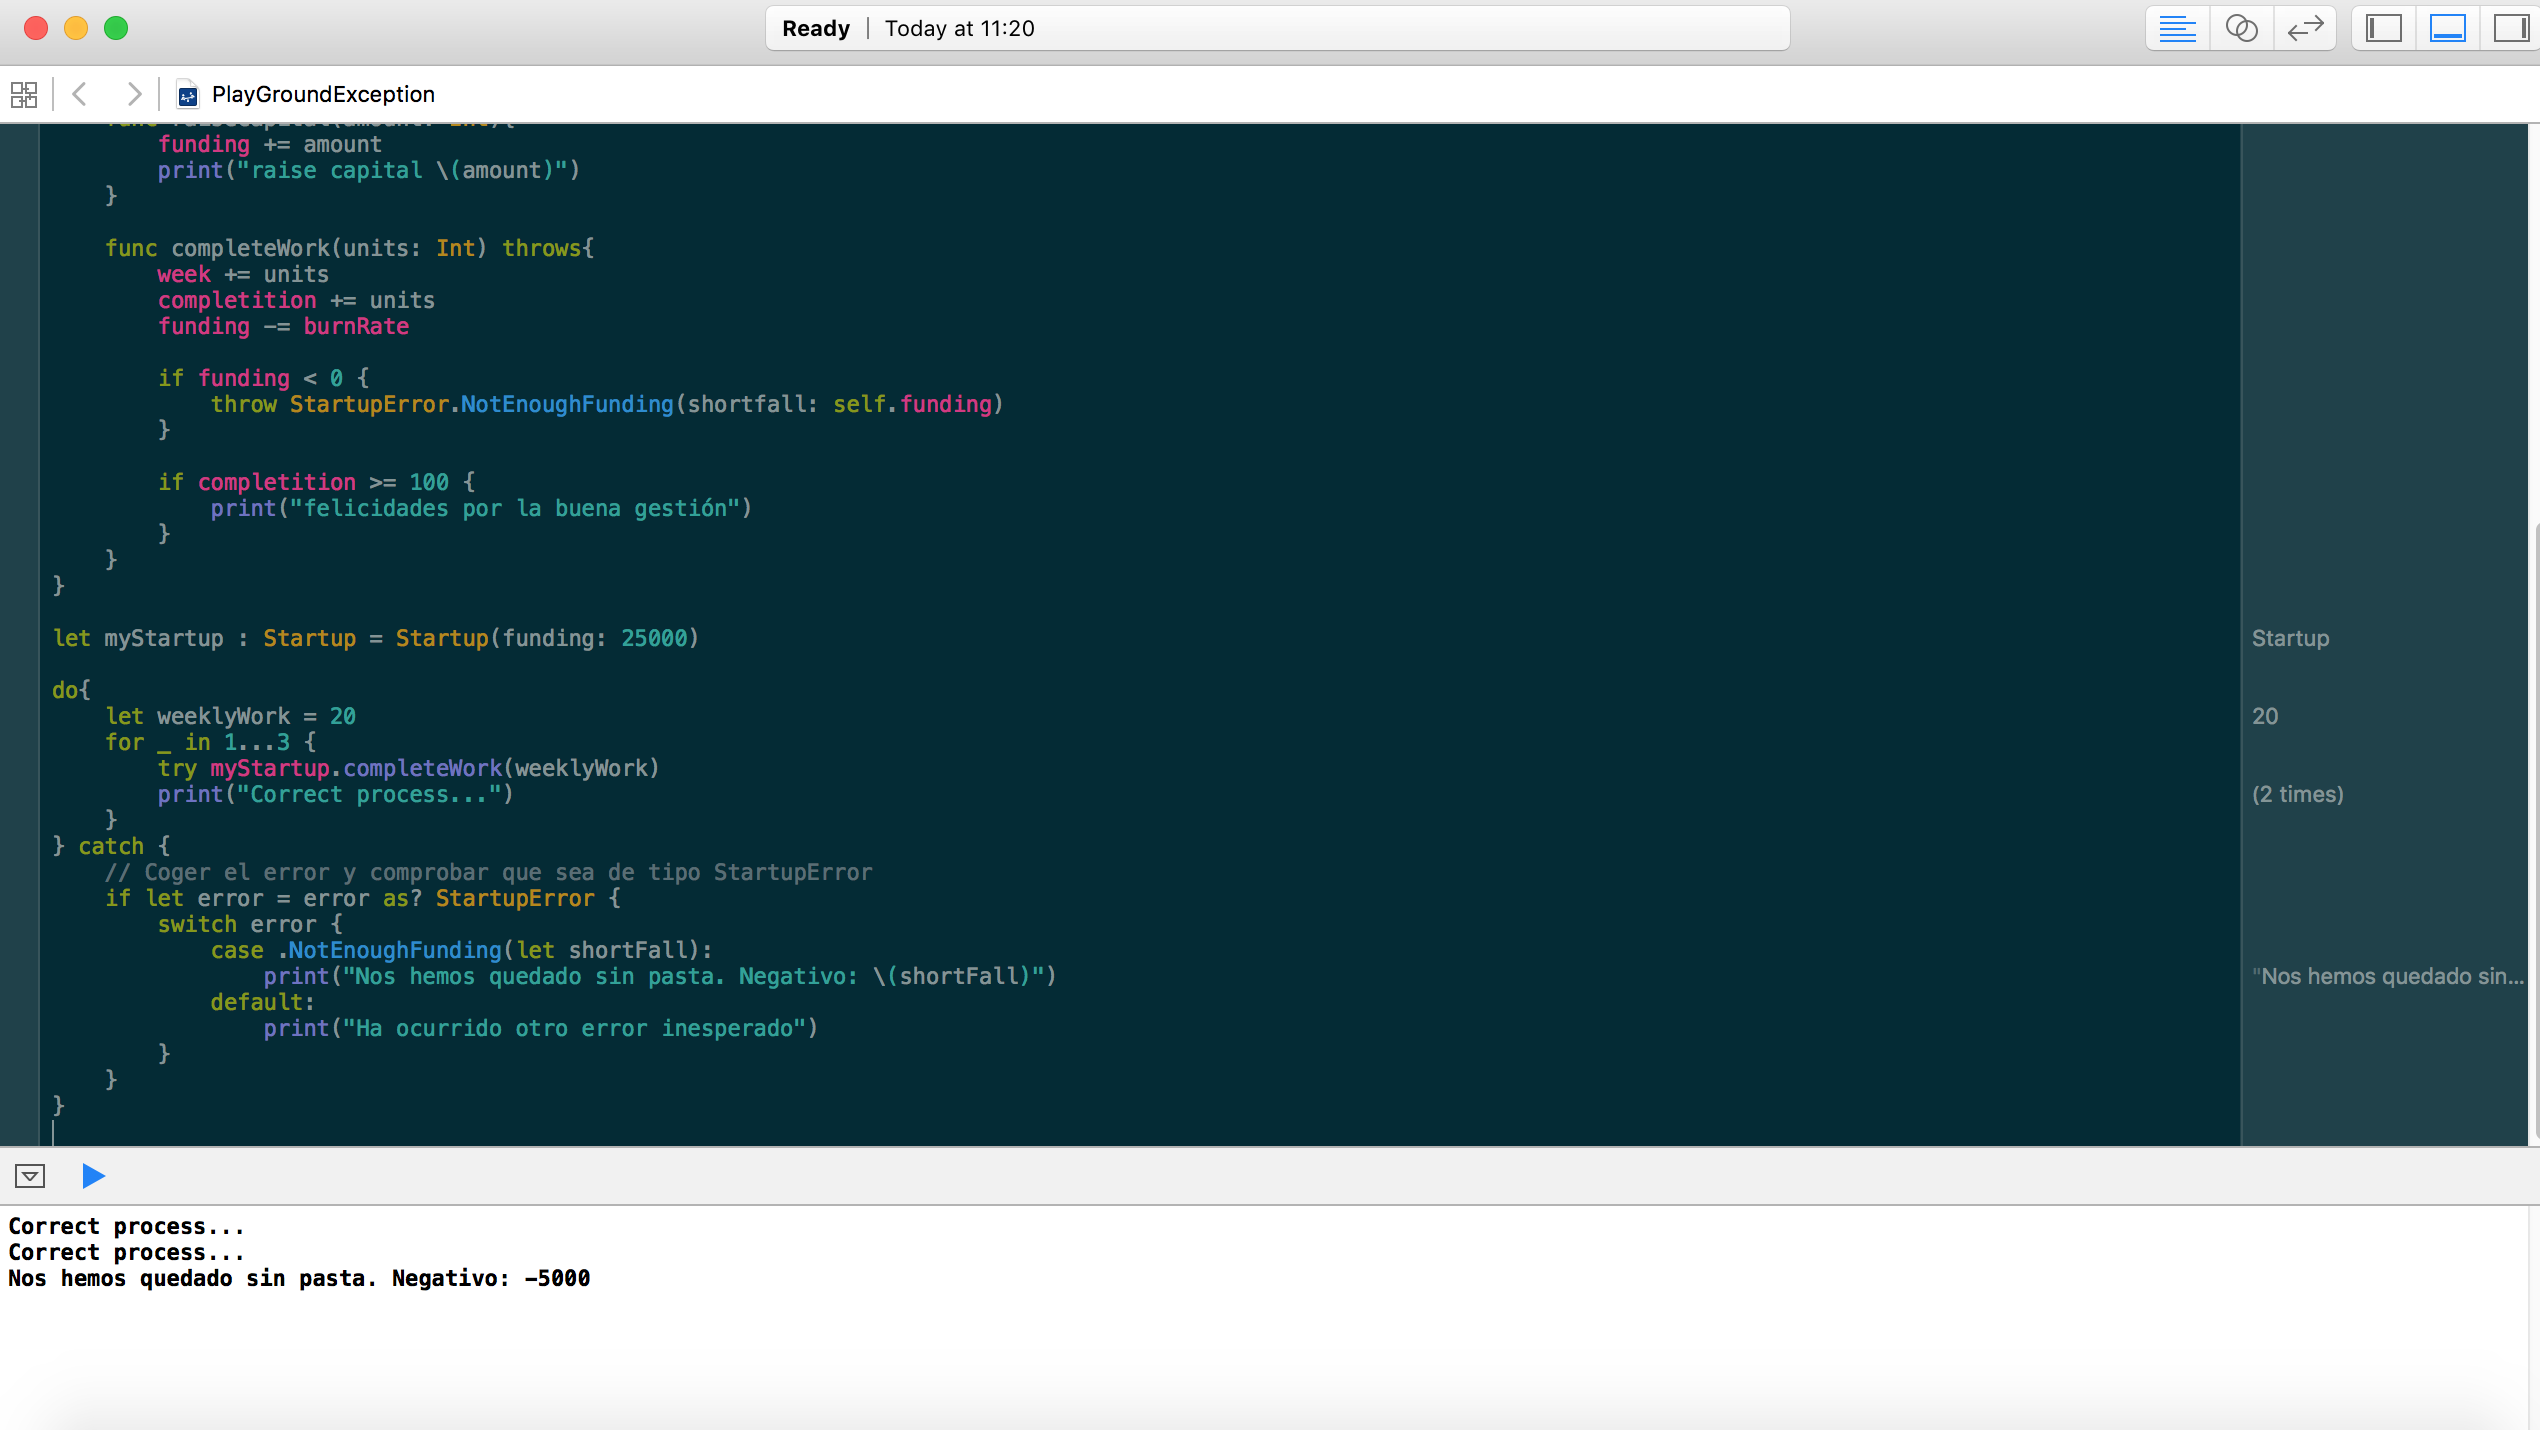 Ready | Today at 11:20
PlayGroundException
func raiseCapital(amount: Int){
funding += amount
print("raise capital \(amount)")
}
func completeWork(units: Int) throws{
week += units
completition += units
funding -= burnRate
if funding < 0 {
throw StartupError.NotEnoughFunding(shortfall: self.funding)
}
if completition >= 100 {
print("felicidades por la buena gestión")
}
}
}
let myStartup : Startup = Startup(funding: 25000)
Startup
do{
let weeklyWork = 20
20
for _ in 1...3 {
try myStartup.completeWork(weeklyWork)
print("Correct process...")
(2 times)
}
} catch {
// Coger el error y comprobar que sea de tipo StartupError
if let error = error as? StartupError {
switch error {
case .NotEnoughFunding(let shortFall):
print("Nos hemos quedado sin pasta. Negativo: \(shortFall)")
"Nos hemos quedado sin...
default:
print("Ha ocurrido otro error inesperado")
}
}
}
Correct process...
Correct process...
Nos hemos quedado sin pasta. Negativo: -5000